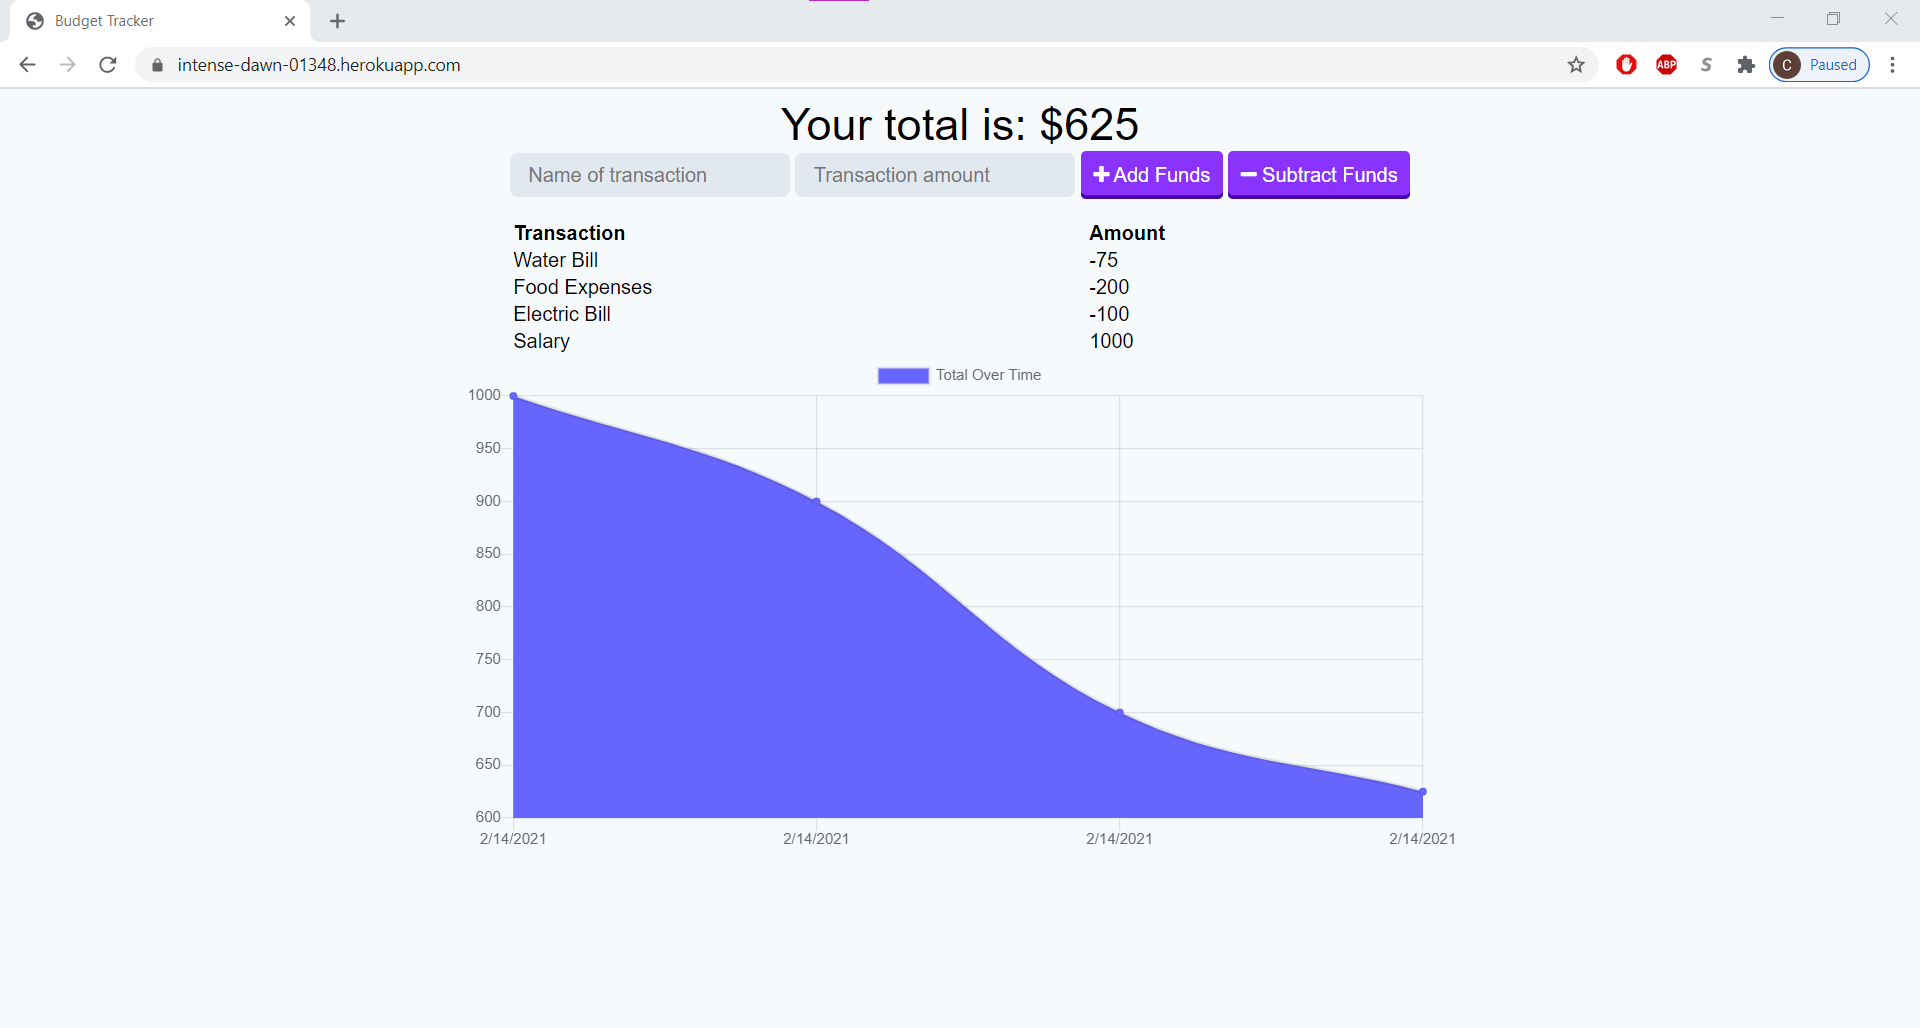 Budget Tracker
intense-dawn-01348.herokuapp.com
ABP
S
C Paused
Your total is: $625
Name of transaction Transaction amount Add Funds Subtract Funds
Transaction Amount
Water Bill -75
Food Expenses -200
Electric Bill -100
Salary 1000
Total Over Time
1000
950
900
850
800
750
700
650
600
2/14/2021 2/14/2021 2/14/2021 2/14/2021